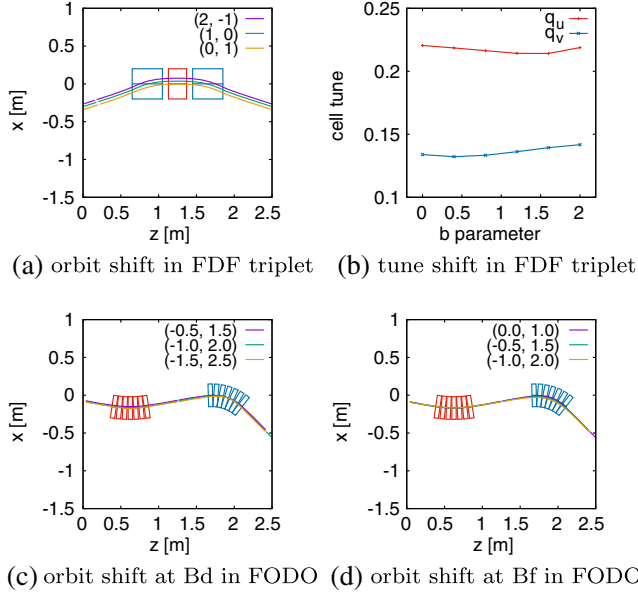 (2, -1)
(1, 0)
(0, 1)
1
0.5
0
-0.5
-1
-1.5
x [m]
0 0.5 1 1.5 2 2.5
z [m]
(a) orbit shift in FDF triplet
q_u
q_v
0.25
0.2
0.15
0.1
cell tune
0 0.5 1 1.5 2
b parameter
(b) tune shift in FDF triplet
(-0.5, 1.5)
(-1.0, 2.0)
(-1.5, 2.5)
1
0.5
0
-0.5
-1
-1.5
x [m]
0 0.5 1 1.5 2 2.5
z [m]
(c) orbit shift at Bd in FODO
(0.0, 1.0)
(-0.5, 1.5)
(-1.0, 2.0)
1
0.5
0
-0.5
-1
-1.5
x [m]
0 0.5 1 1.5 2 2.5
z [m]
(d) orbit shift at Bf in FODO